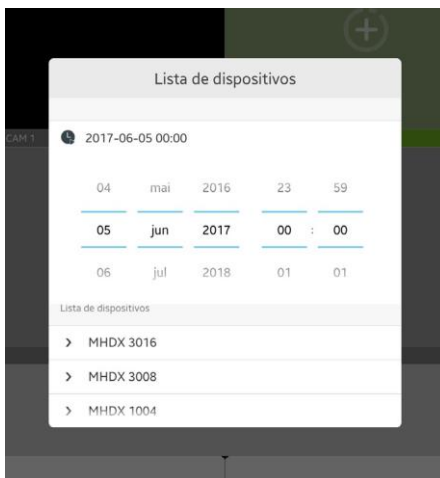 Lista de dispositivos
CAM 1
2017-06-05 00:00
04 mai 2016 23 59
05 jun 2017 00 : 00
06 jul 2018 01 01
Lista de dispositivos
MHDX 3016
MHDX 3008
MHDX 1004